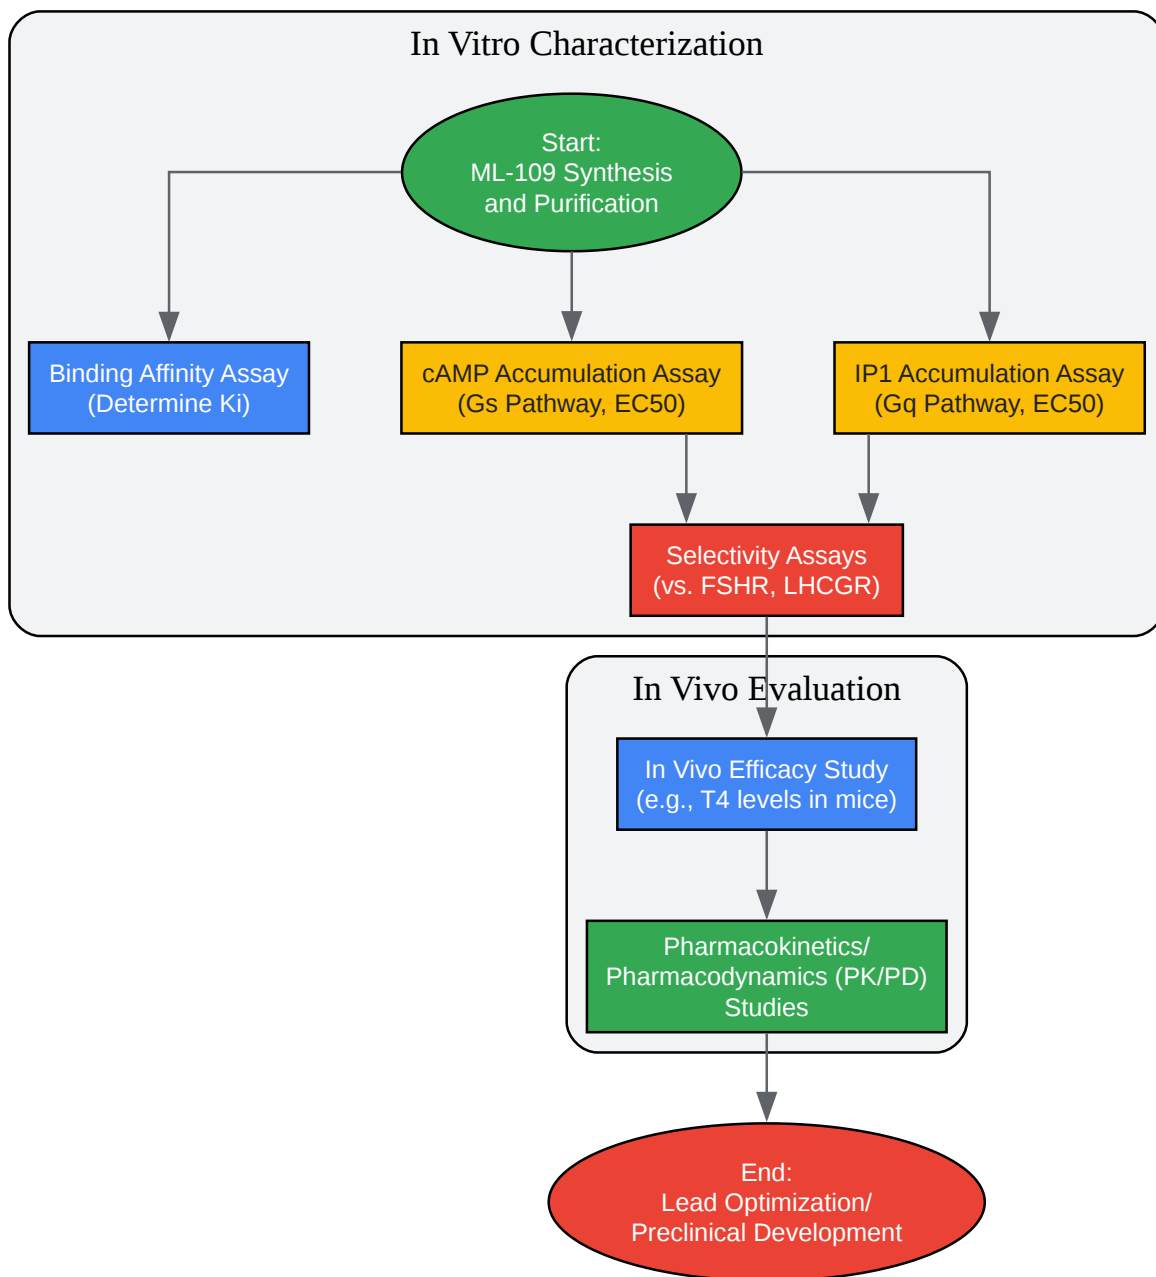 In Vitro Characterization
Start:
ML-109 Synthesis
and Purification
Binding Affinity Assay
(Determine Ki)
cAMP Accumulation Assay
(Gs Pathway, EC50)
IP1 Accumulation Assay
(Gq Pathway, EC50)
Selectivity Assays
(vs. FSHR, LHCGR)
In Vivo Evaluation
In Vivo Efficacy Study
(e.g., T4 levels in mice)
Pharmacokinetics/
Pharmacodynamics (PK/PD)
Studies
End:
Lead Optimization/
Preclinical Development